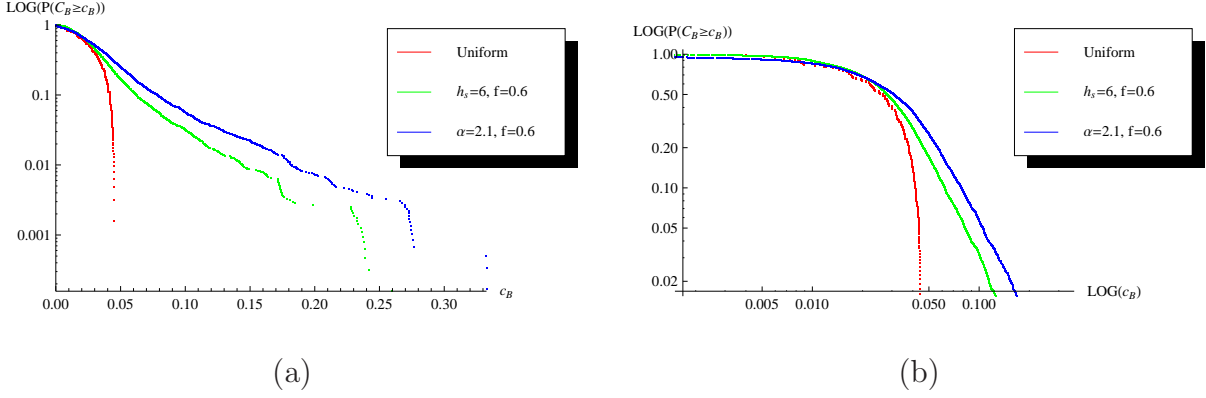 LOG(P(C_B≥c_B))
1
0.1
0.01
0.001
0.00
0.05
0.10
0.15
0.20
0.25
0.30
c_B
Uniform
h_s=6, f=0.6
α=2.1, f=0.6
(a)
LOG(P(C_B≥c_B))
1.00
0.50
0.20
0.10
0.05
0.02
0.005
0.010
0.050
0.100
LOG(c_B)
Uniform
h_s=6, f=0.6
α=2.1, f=0.6
(b)